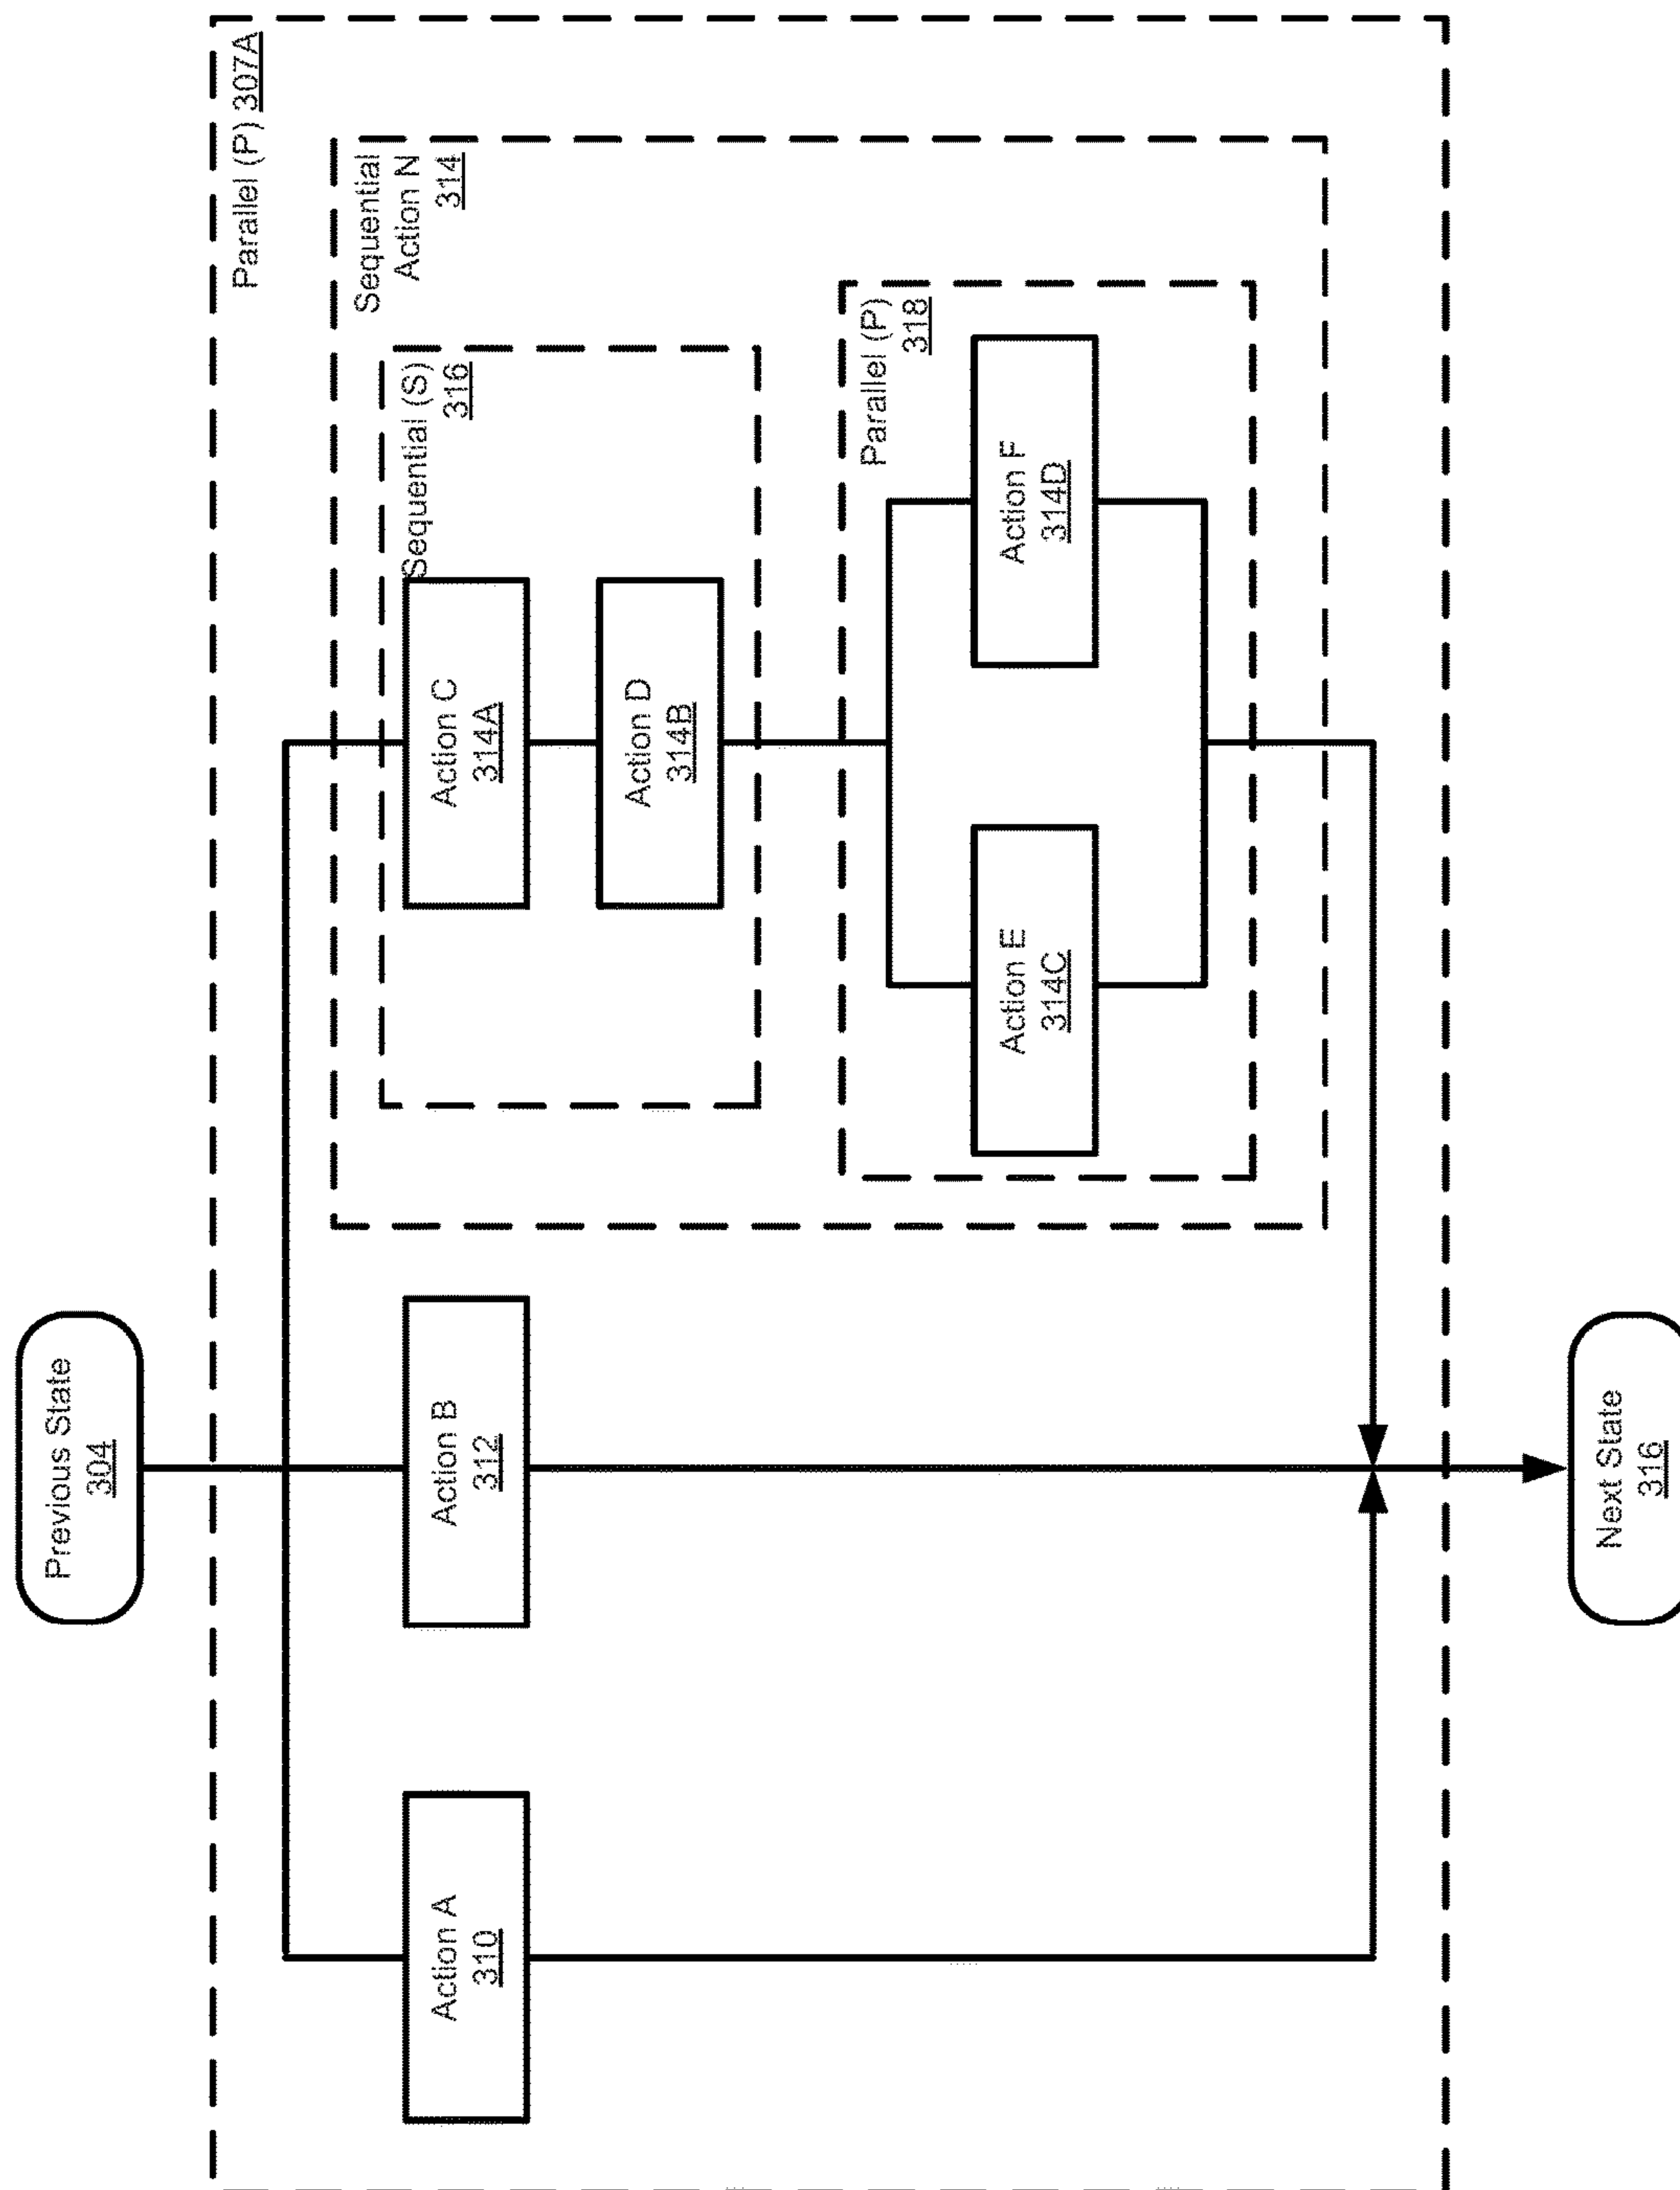 Previous State
304
Parallel (P) 307A
Sequential
Action N
314
Sequential (S)
316
Action A
310
Action B
312
Action C
314A
Action D
314B
Parallel (P)
318
Action E
314C
Action F
314D
Next State
316